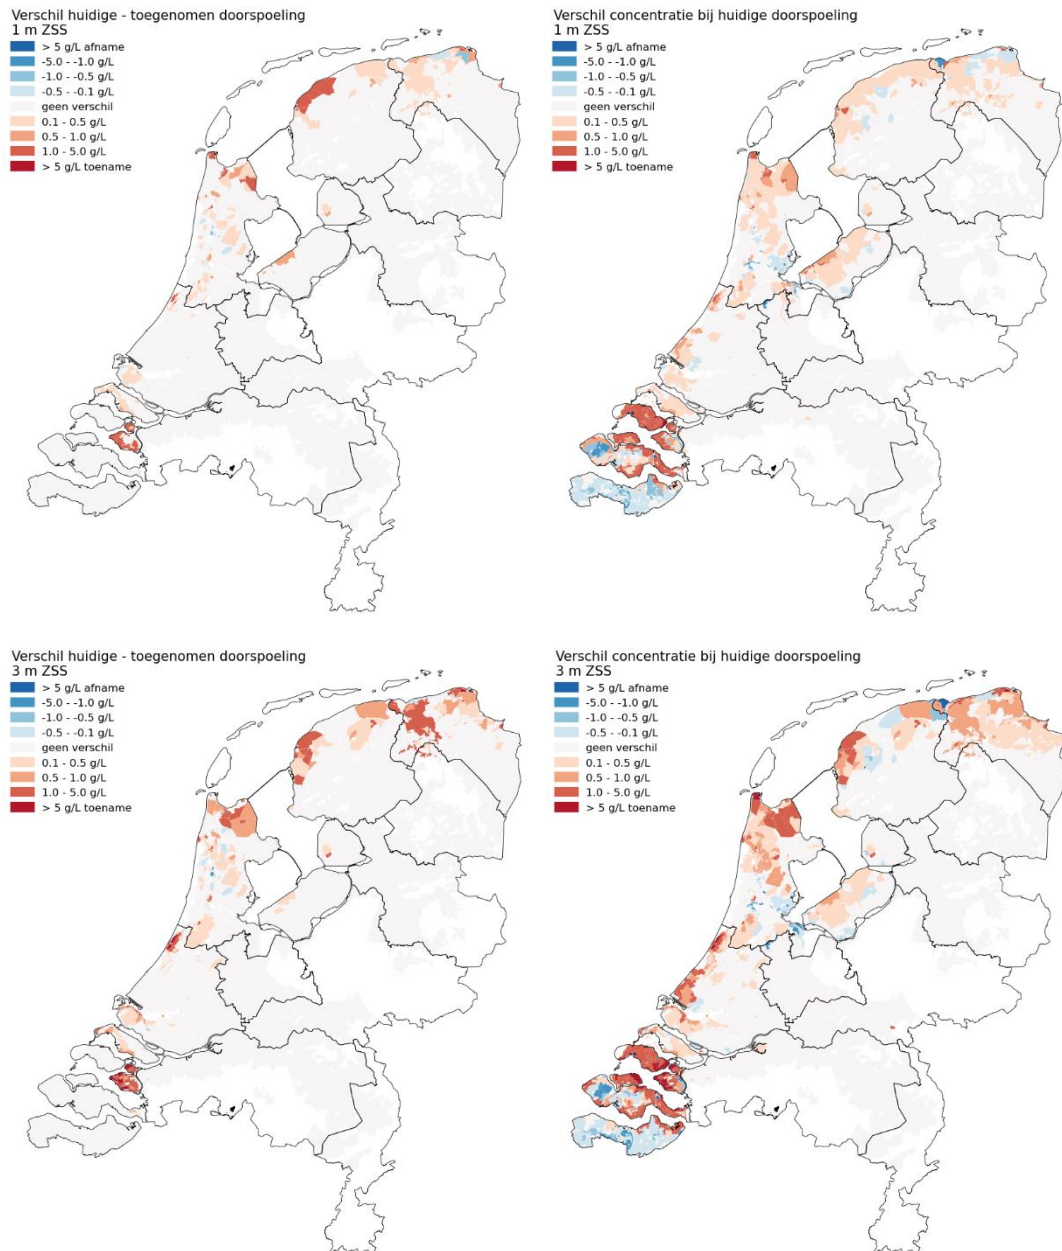 Verschil huidige - toegenomen doorspoeling
1 m ZSS
> 5 g/L afname
-5.0 - -1.0 g/L
-1.0 - -0.5 g/L
-0.5 - -0.1 g/L
geen verschil
0.1 - 0.5 g/L
0.5 - 1.0 g/L
1.0 - 5.0 g/L
> 5 g/L toename
Verschil concentratie bij huidige doorspoeling
1 m ZSS
> 5 g/L afname
-5.0 - -1.0 g/L
-1.0 - -0.5 g/L
-0.5 - -0.1 g/L
geen verschil
0.1 - 0.5 g/L
0.5 - 1.0 g/L
1.0 - 5.0 g/L
> 5 g/L toename
Verschil huidige - toegenomen doorspoeling
3 m ZSS
> 5 g/L afname
-5.0 - -1.0 g/L
-1.0 - -0.5 g/L
-0.5 - -0.1 g/L
geen verschil
0.1 - 0.5 g/L
0.5 - 1.0 g/L
1.0 - 5.0 g/L
> 5 g/L toename
Verschil concentratie bij huidige doorspoeling
3 m ZSS
> 5 g/L afname
-5.0 - -1.0 g/L
-1.0 - -0.5 g/L
-0.5 - -0.1 g/L
geen verschil
0.1 - 0.5 g/L
0.5 - 1.0 g/L
1.0 - 5.0 g/L
> 5 g/L toename